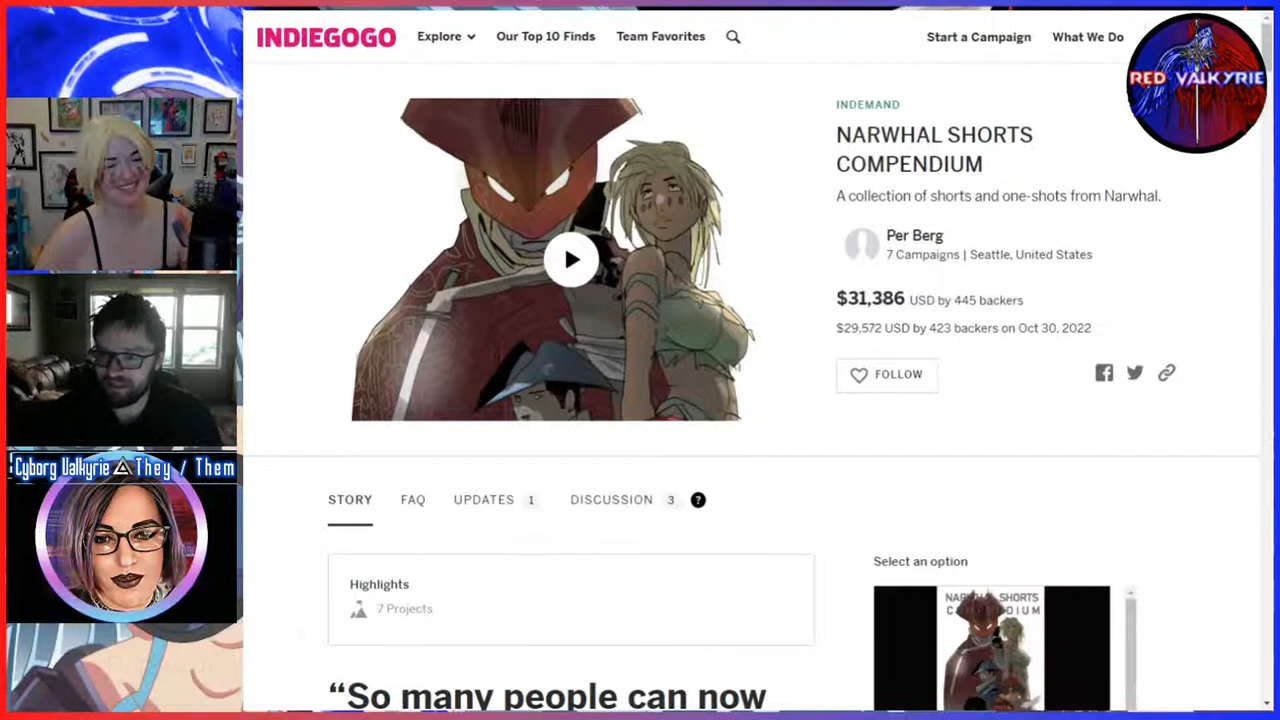 INDIEGOGO
Explore
Our Top 10 Finds
Team Favorites
Start a Campaign
What We Do
RED VALKYRIE
INDEMAND
NARWHAL SHORTS
COMPENDIUM
A collection of shorts and one-shots from Narwhal.
Per Berg
7 Campaigns | Seattle, United States
$31,386 USD by 445 backers
$29,572 USD by 423 backers on Oct 30, 2022
FOLLOW
Cyborg Valkyrie They / Them
STORY
FAQ
UPDATES 1
DISCUSSION 3 ?
Select an option
Highlights
7 Projects
NARWHAL SHORTS
COMPENDIUM
“So many people can now